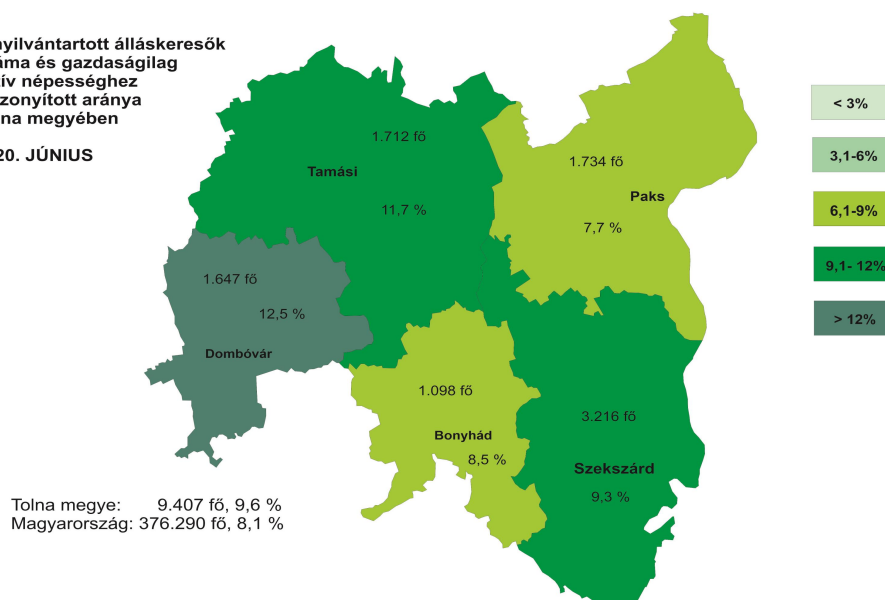 yilvántartott álláskeresők
áma és gazdaságilag
ív népességhez
zonyított aránya
na megyében
20. JÚNIUS
1.712 fő
Tamási
11,7 %
1.734 fő
Paks
7,7 %
1.647 fő
12,5 %
Dombóvár
1.098 fő
Bonyhád
8,5 %
3.216 fő
Szekszárd
9,3 %
< 3%
3,1-6%
6,1-9%
9,1- 12%
> 12%
Tolna megye: 9.407 fő, 9,6 %
Magyarország: 376.290 fő, 8,1 %